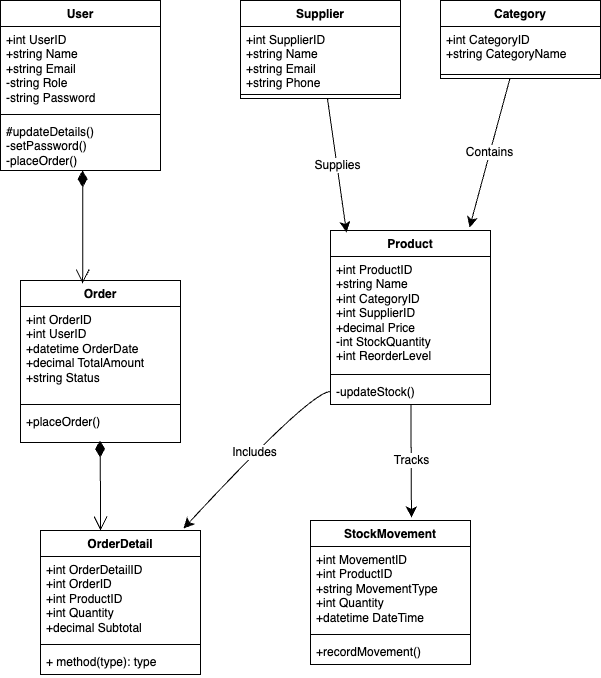 User
+int UserID
+string Name
+string Email
-string Role
-string Password
#updateDetails()
-setPassword()
-placeOrder()
Supplier
+int SupplierID
+string Name
+string Email
+string Phone
Category
+int CategoryID
+string CategoryName
Supplies
Contains
Product
+int ProductID
+string Name
+int CategoryID
+int SupplierID
+decimal Price
-int StockQuantity
+int ReorderLevel
-updateStock()
Order
+int OrderID
+int UserID
+datetime OrderDate
+decimal TotalAmount
+string Status
+placeOrder()
Includes
Tracks
OrderDetail
+int OrderDetailID
+int OrderID
+int ProductID
+int Quantity
+decimal Subtotal
+ method(type): type
StockMovement
+int MovementID
+int ProductID
+string MovementType
+int Quantity
+datetime DateTime
+recordMovement()